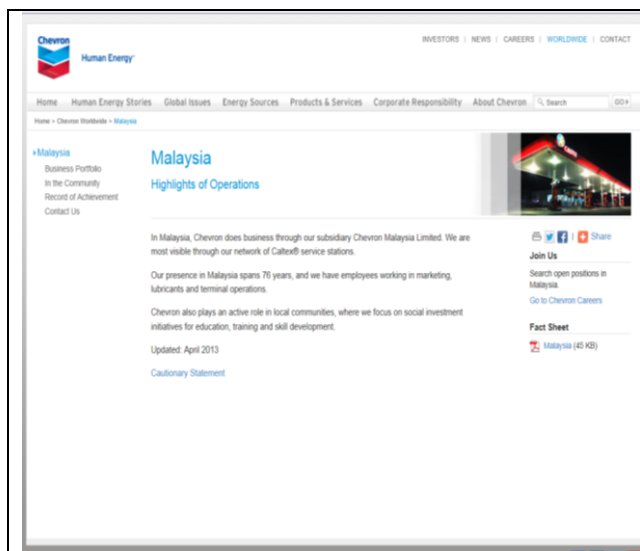 Chevron
Human Energy®
INVESTORS | NEWS | CAREERS | WORLDWIDE | CONTACT
Home Human Energy Stories Global Issues Energy Sources Products & Services Corporate Responsibility About Chevron Search GO
Home > Chevron Worldwide > Malaysia
Malaysia
Business Portfolio
In the Community
Record of Achievement
Contact Us
Malaysia
Highlights of Operations
In Malaysia, Chevron does business through our subsidiary Chevron Malaysia Limited. We are
most visible through our network of Caltex® service stations.
Our presence in Malaysia spans 76 years, and we have employees working in marketing,
lubricants and terminal operations.
Chevron also plays an active role in local communities, where we focus on social investment
initiatives for education, training and skill development.
Updated: April 2013
Cautionary Statement
Share
Join Us
Search open positions in
Malaysia.
Go to Chevron Careers
Fact Sheet
Malaysia (45 KB)